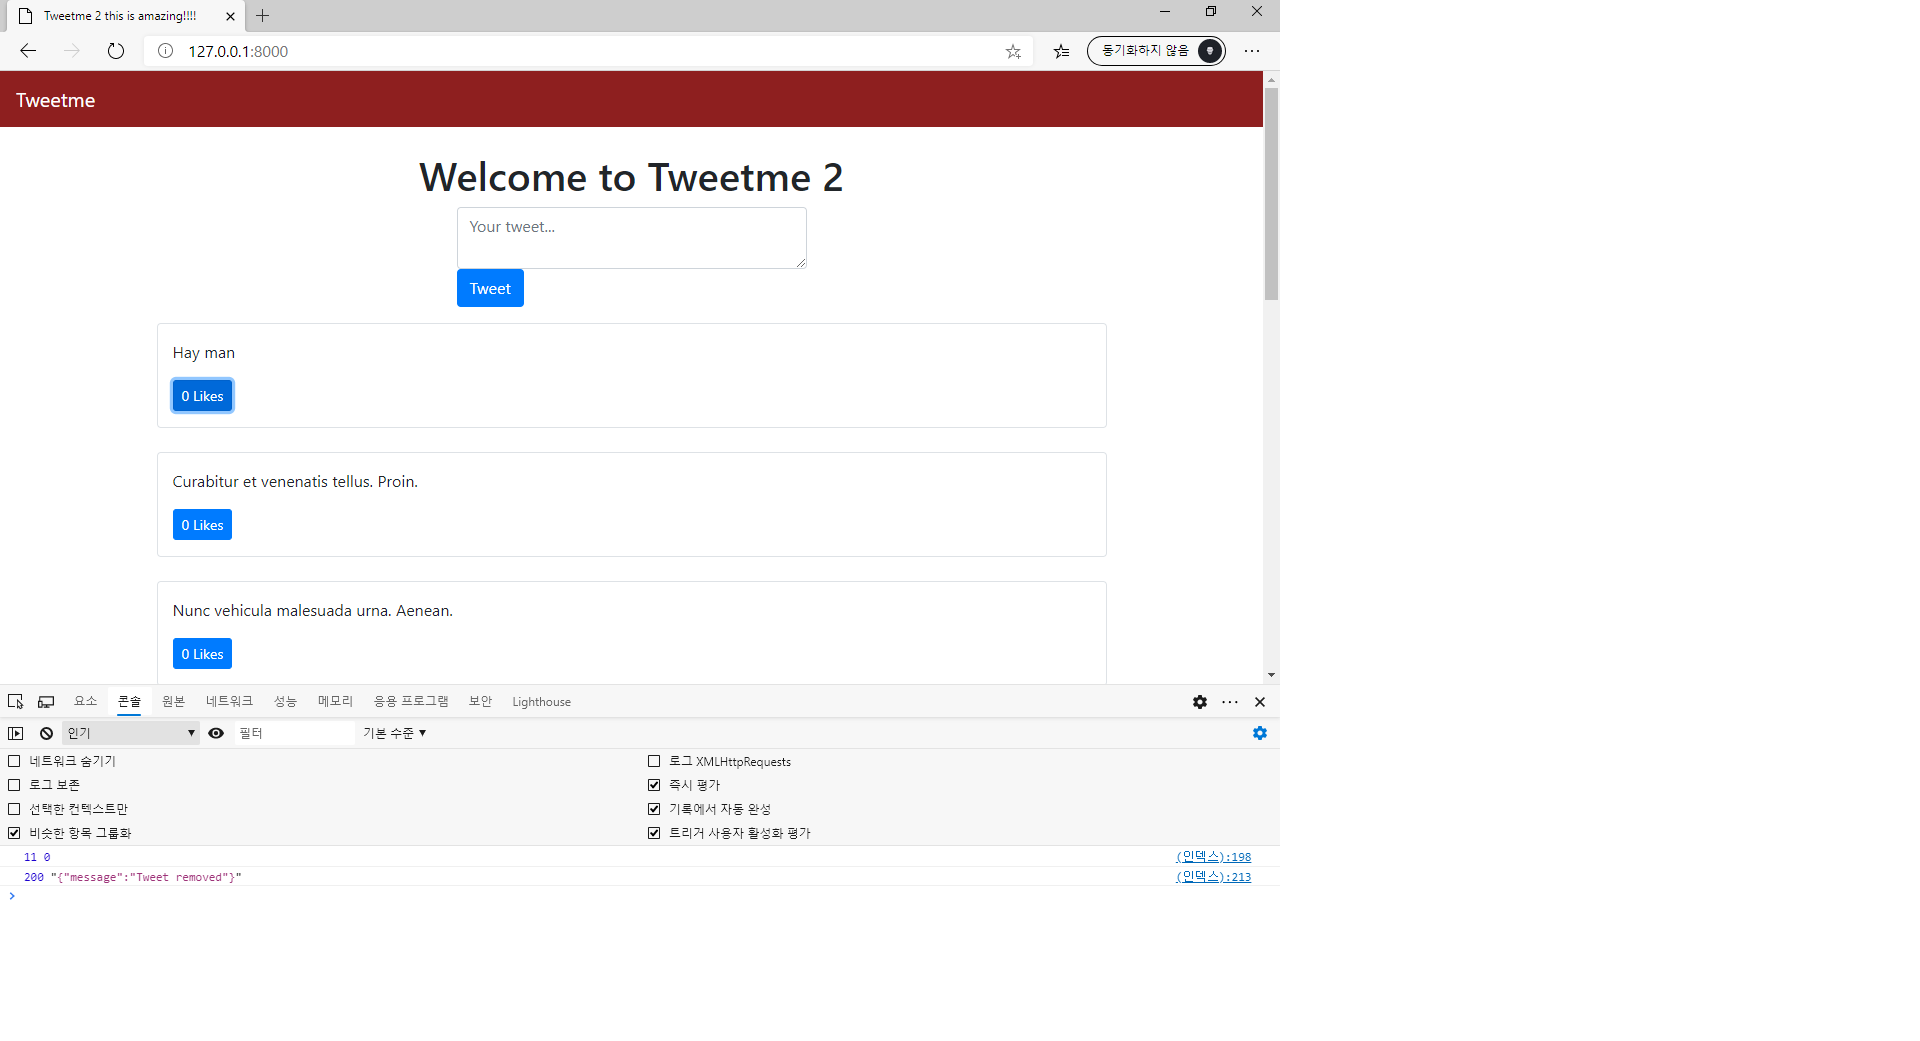 Tweetme 2 this is amazing!!!!
127.0.0.1:8000
동기화하지 않음
Tweetme
Welcome to Tweetme 2
Your tweet...
Tweet
Hay man
0 Likes
Curabitur et venenatis tellus. Proin.
0 Likes
Nunc vehicula malesuada urna. Aenean.
0 Likes
요소 콘솔 원본 네트워크 성능 메모리 응용 프로그램 보안 Lighthouse
인기 필터 기본 수준
네트워크 숨기기 로그 XMLHttpRequests
로그 보존 즉시 평가
선택한 컨텍스트만 기록에서 자동 완성
비슷한 항목 그룹화 트리거 사용자 활성화 평가
11 0 (인덱스):198
200 "{"message":"Tweet removed"}" (인덱스):213